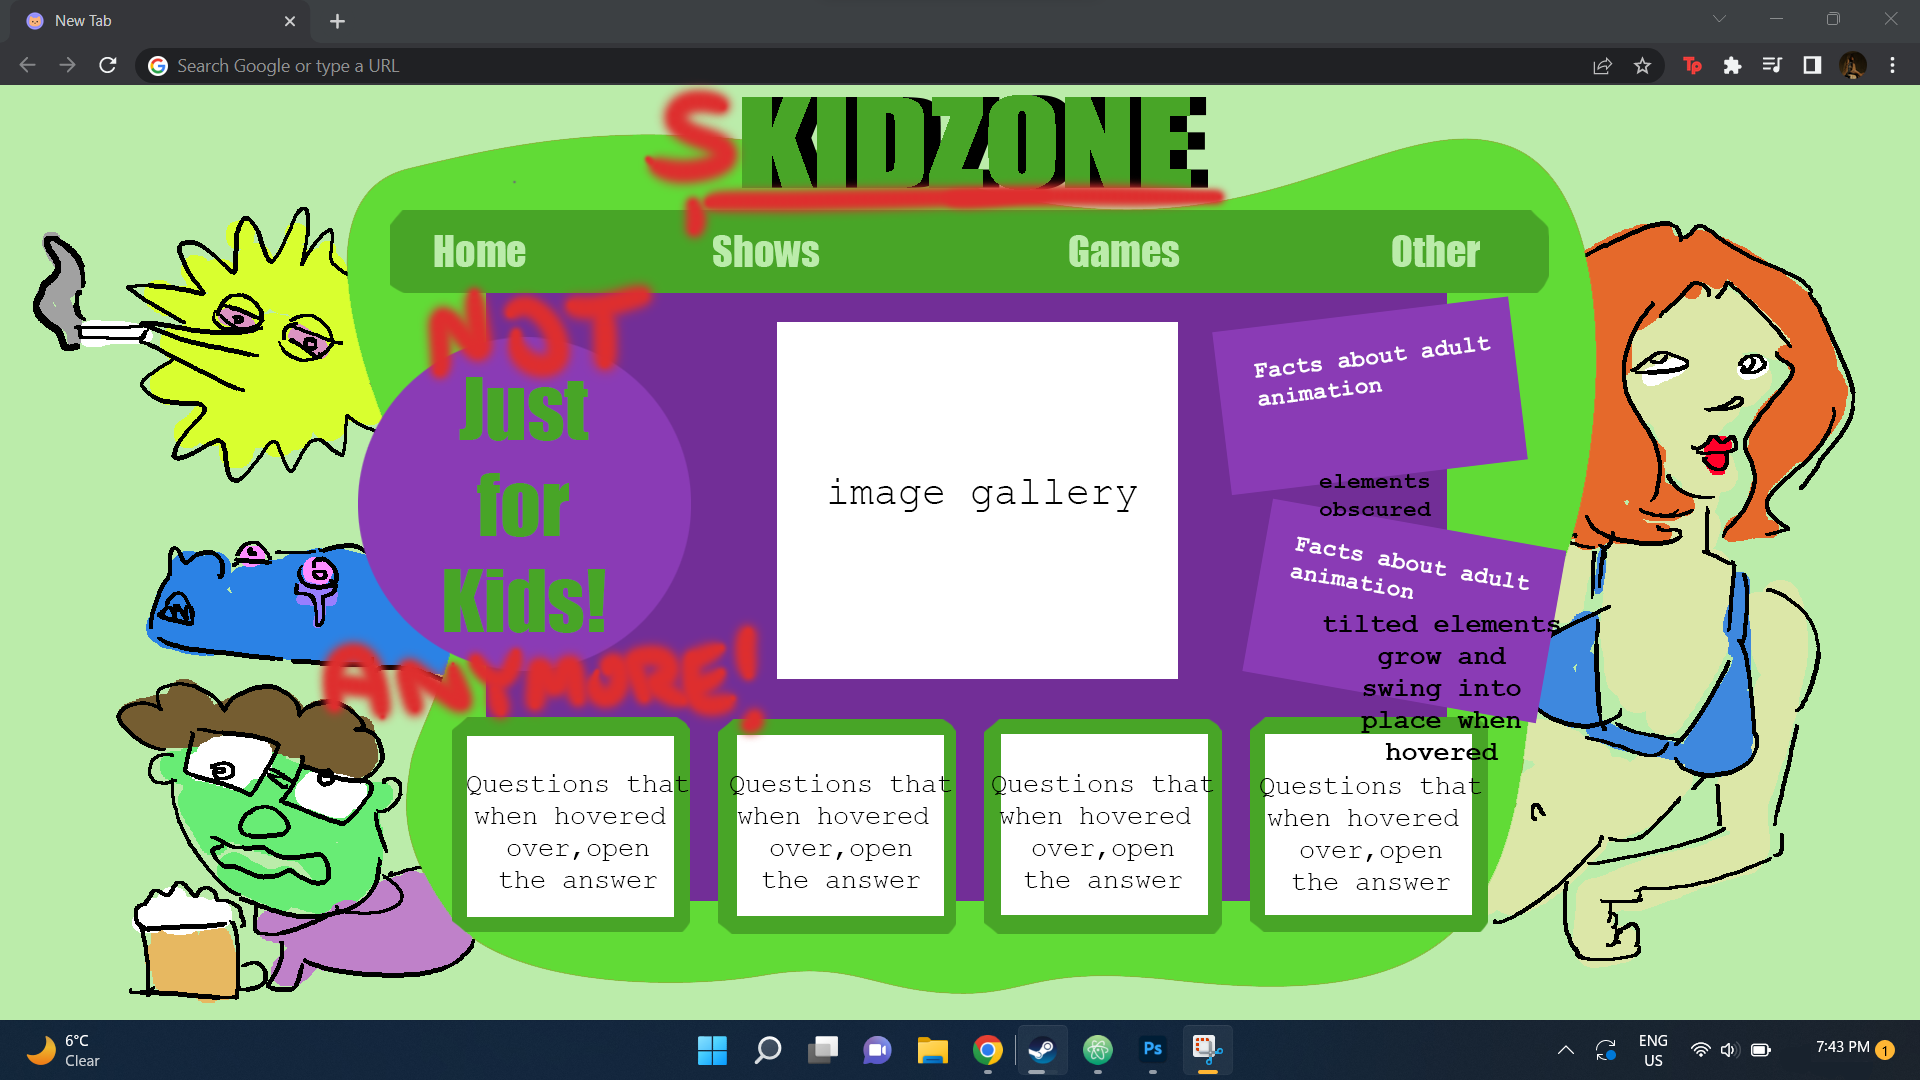 New Tab
Search Google or type a URL
Tp
SKIDZONE
Home
Shows
Games
Other
NOT
Just
for
Kids!
ANYMORE!
image gallery
Facts about adult
animation
elements
obscured
Facts about adult
animation
tilted elements
grow and
swing into
place when
hovered
Questions that
when hovered
over,open
the answer
Questions that
when hovered
over,open
the answer
Questions that
when hovered
over,open
the answer
Questions that
when hovered
over,open
the answer
6°C
Clear
Ps
ENG
US
7:43 PM
1